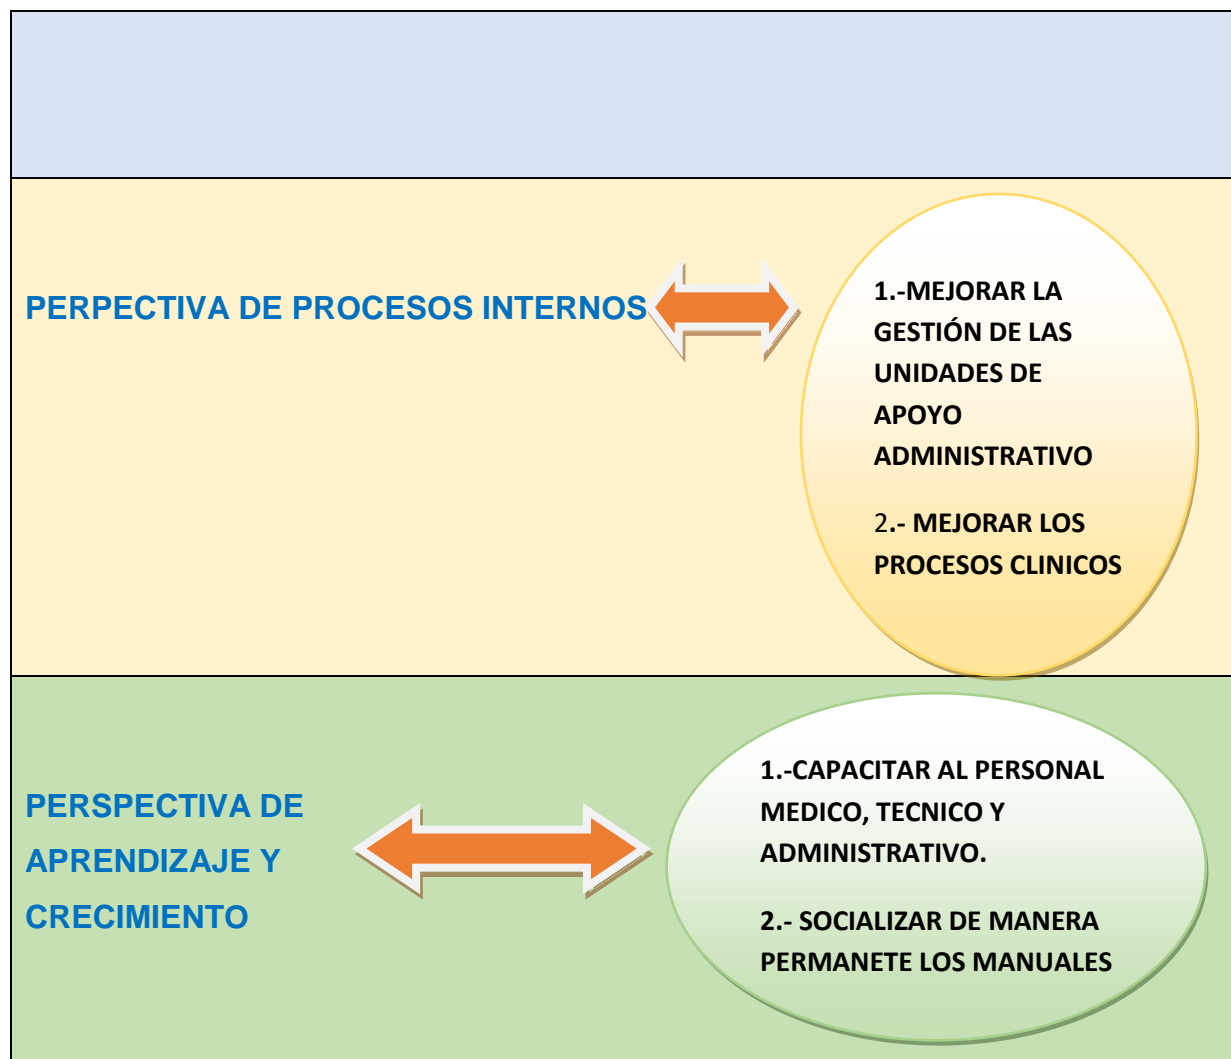 PERPECTIVA DE PROCESOS INTERNOS
1.-MEJORAR LA
GESTIÓN DE LAS
UNIDADES DE
APOYO
ADMINISTRATIVO
2.- MEJORAR LOS
PROCESOS CLINICOS
PERSPECTIVA DE
APRENDIZAJE Y
CRECIMIENTO
1.-CAPACITAR AL PERSONAL
MEDICO, TECNICO Y
ADMINISTRATIVO.
2.- SOCIALIZAR DE MANERA
PERMANETE LOS MANUALES